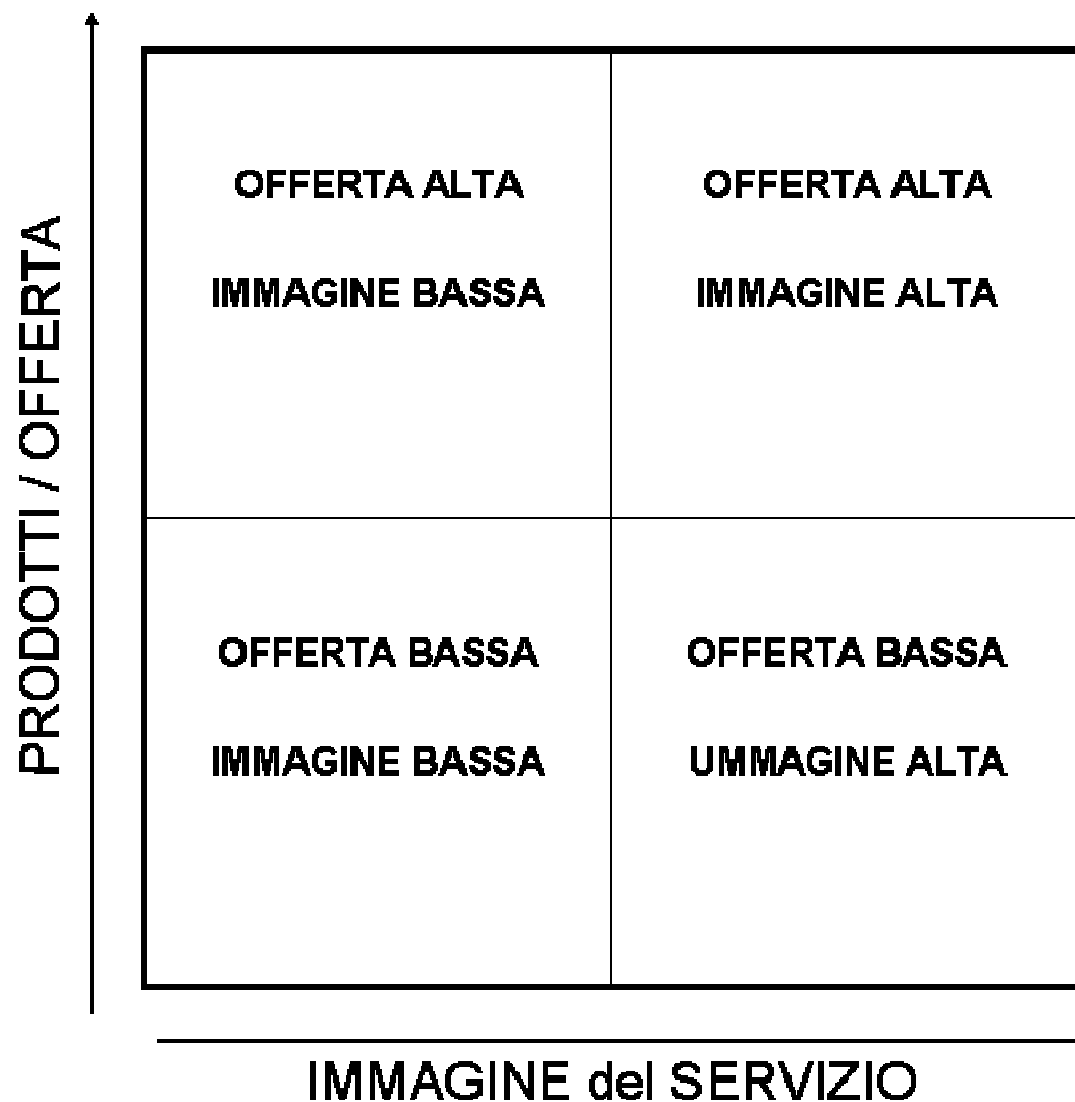 PRODOTTI / OFFERTA
OFFERTA ALTA
IMMAGINE BASSA
OFFERTA ALTA
IMMAGINE ALTA
OFFERTA BASSA
IMMAGINE BASSA
OFFERTA BASSA
UMMAGINE ALTA
IMMAGINE del SERVIZIO